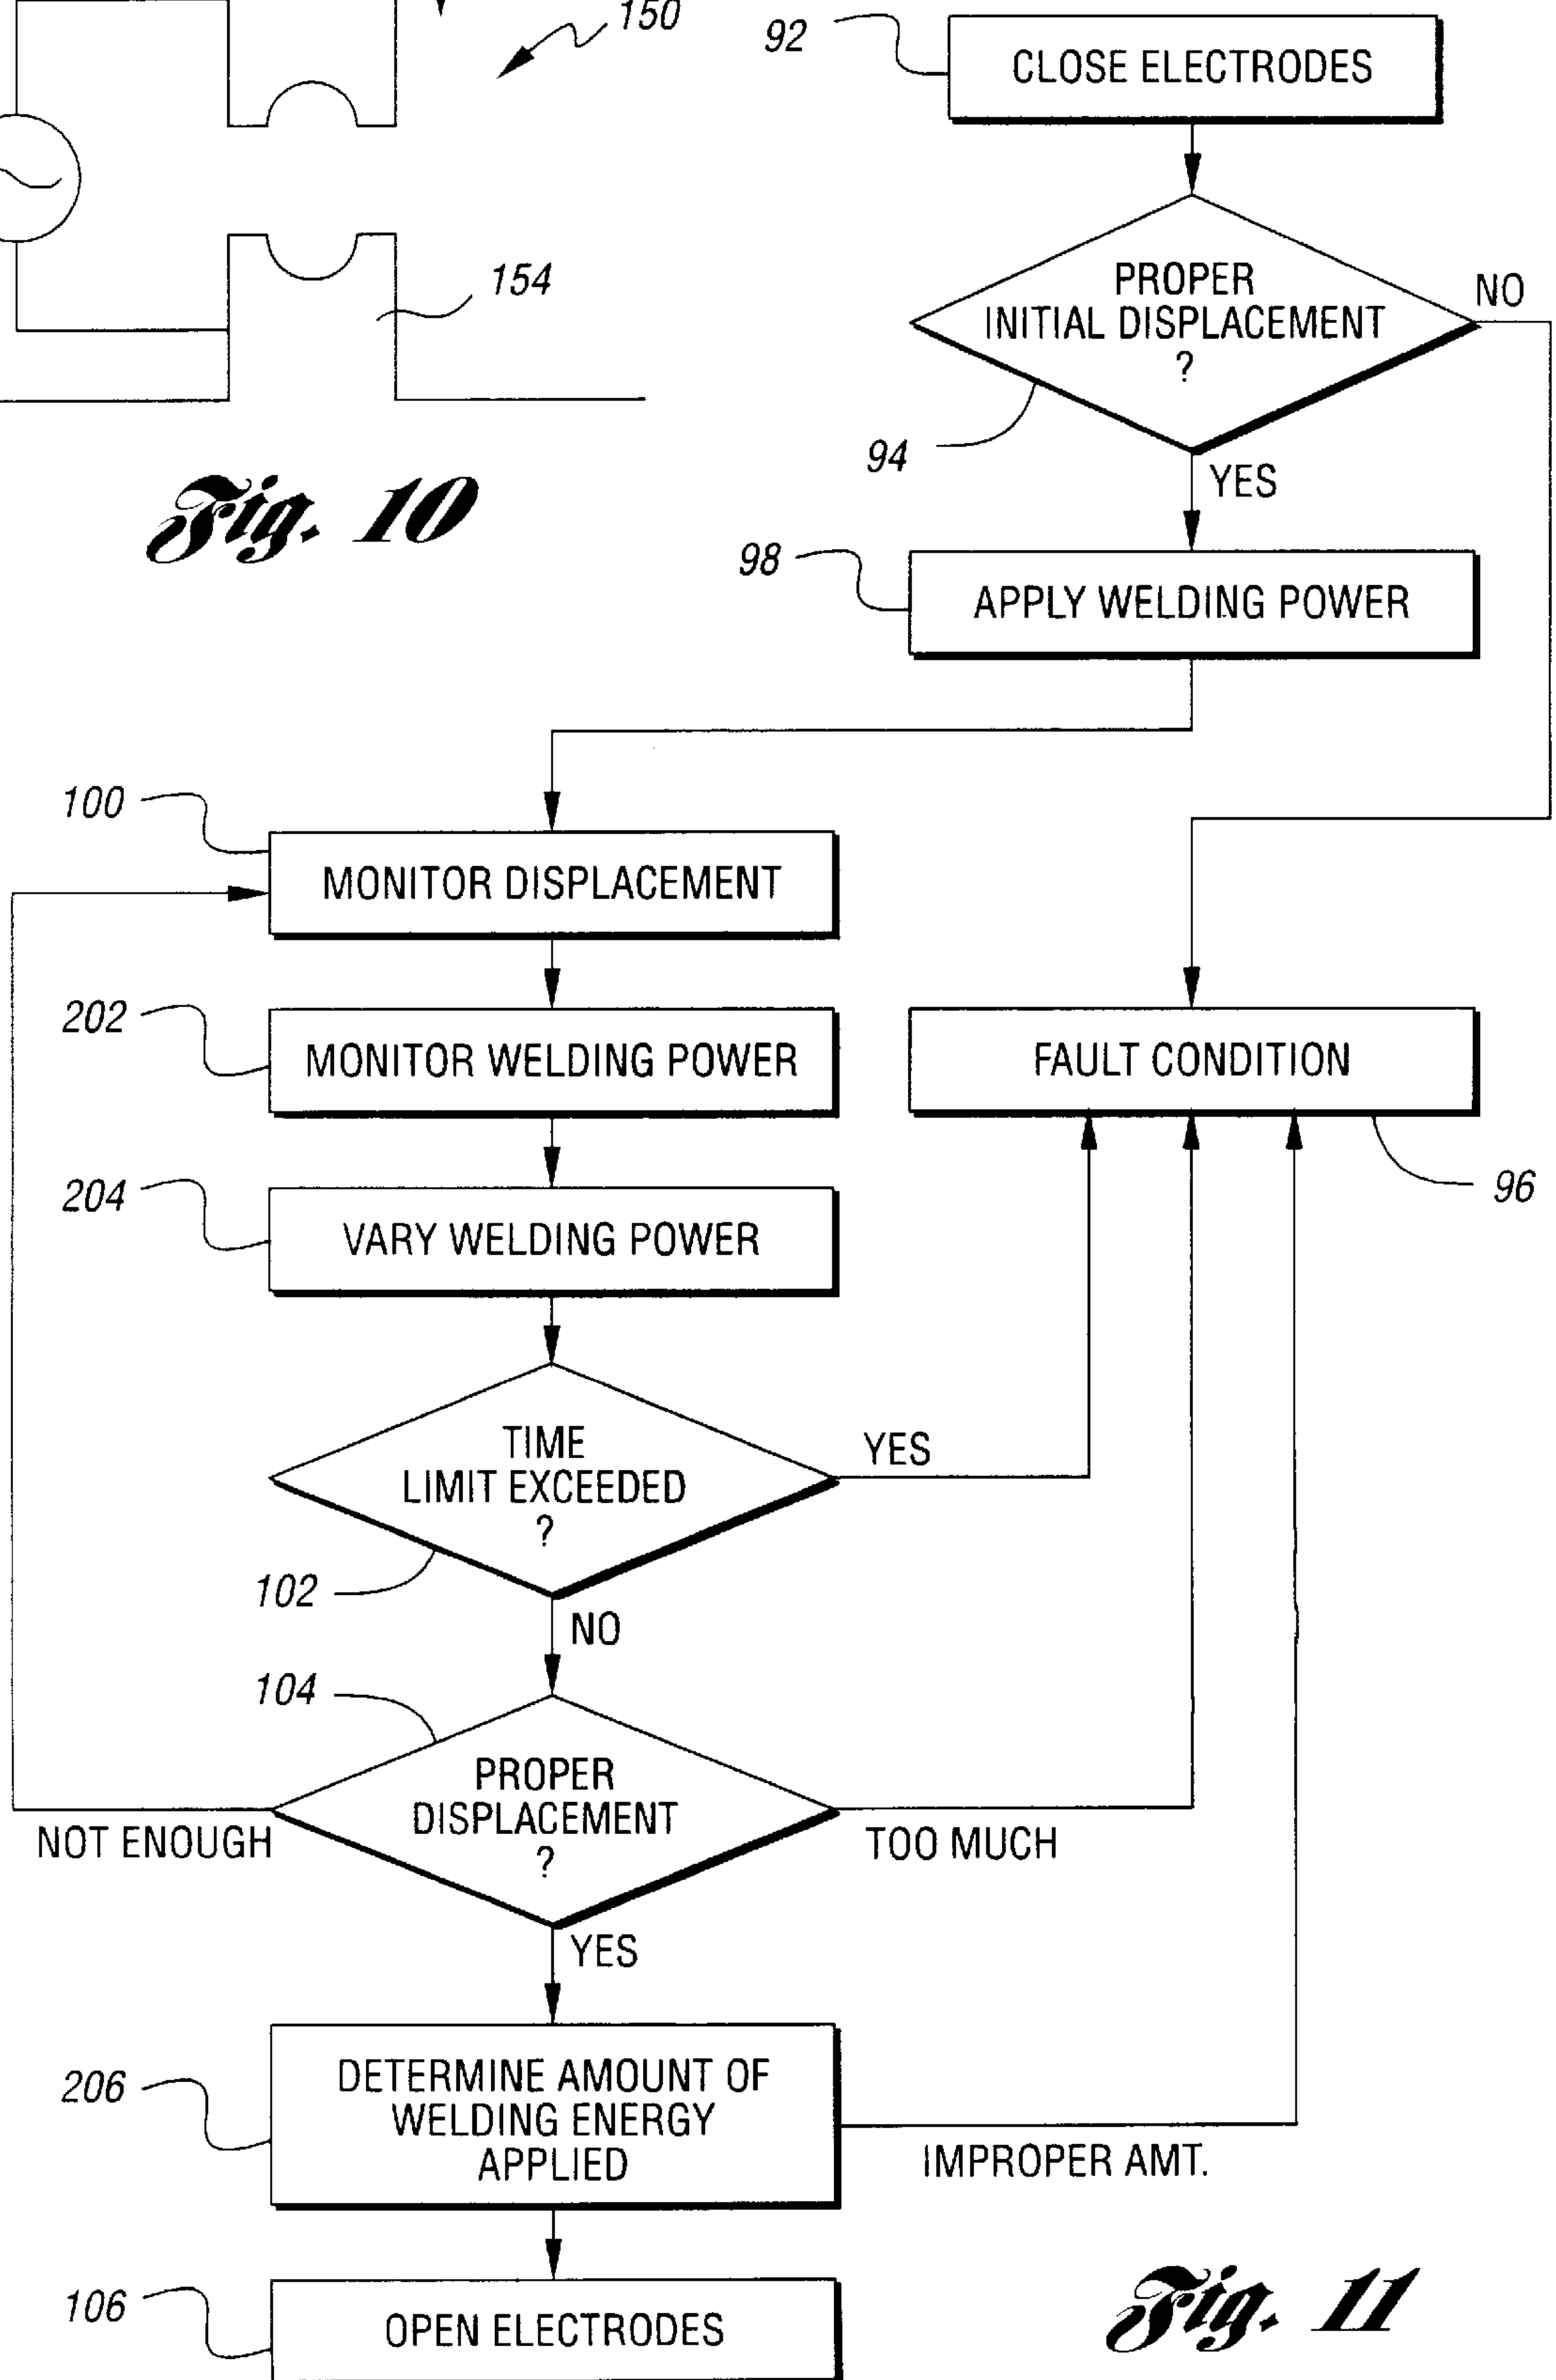 150
154
Fig. 10
92
CLOSE ELECTRODES
PROPER
INITIAL DISPLACEMENT
?
NO
94
YES
98
APPLY WELDING POWER
100
MONITOR DISPLACEMENT
202
MONITOR WELDING POWER
FAULT CONDITION
96
204
VARY WELDING POWER
TIME
LIMIT EXCEEDED
?
YES
102
NO
104
PROPER
DISPLACEMENT
?
NOT ENOUGH
TOO MUCH
YES
206
DETERMINE AMOUNT OF
WELDING ENERGY
APPLIED
IMPROPER AMT.
106
OPEN ELECTRODES
Fig. 11